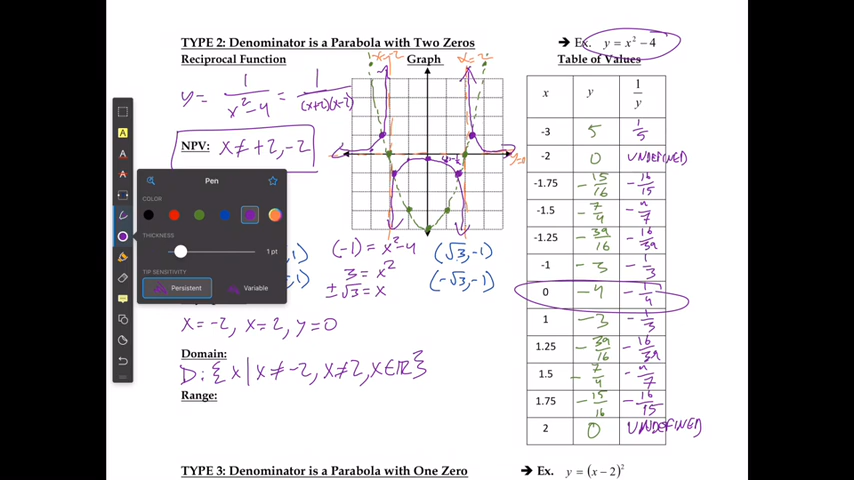 TYPE 2: Denominator is a Parabola with Two Zeros
→ Ex. y = x² − 4
Reciprocal Function
Graph
Table of Values
x=-2
x=2
y = 1/(x²-4) = 1/((x+2)(x-2))
NPV: x ≠ +2, -2
y=0
x y 1/y
-3 5 1/5
-2 0 UNDEFINED
-1.75 -15/16 -16/15
-1.5 -7/4 -4/7
-1.25 -39/16 -16/39
-1 -3 -1/3
0 -4 -1/4
1 -3 -1/3
1.25 -39/16 -16/39
1.5 -7/4 -4/7
1.75 -15/16 -16/15
2 0 UNDEFINED
Pen
COLOR
THICKNESS
1 pt
TIP SENSITIVITY
Persistent Variable
(-1) = x²-4
3 = x²
±√3 = x
(√3, -1)
(-√3, -1)
x = -2, x = 2, y = 0
Domain:
D: {x | x ≠ -2, x ≠ 2, x ∈ ℝ}
Range:
TYPE 3: Denominator is a Parabola with One Zero
→ Ex. y = (x − 2)²